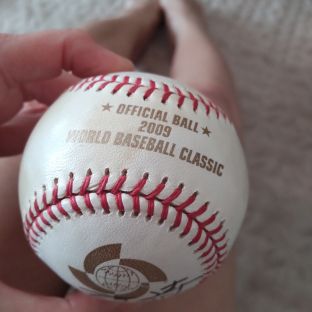 ★ OFFICIAL BALL ★
2009
WORLD BASEBALL CLASSIC